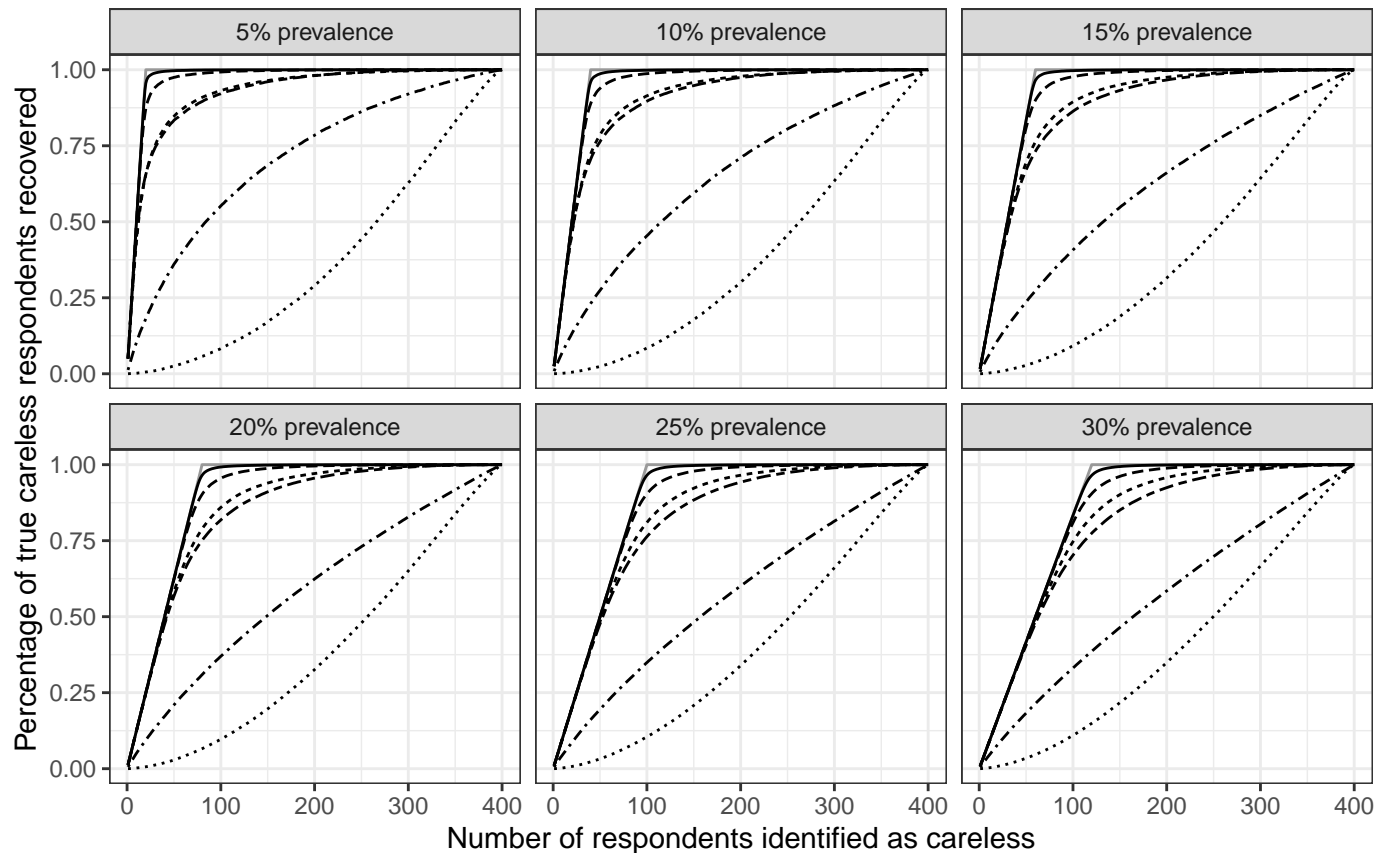 5% prevalence
10% prevalence
15% prevalence
1.00
0.75
0.50
0.25
0.00
20% prevalence
25% prevalence
30% prevalence
1.00
0.75
0.50
0.25
0.00
0 100 200 300 400
0 100 200 300 400
0 100 200 300 400
Number of respondents identified as careless
Percentage of true careless respondents recovered